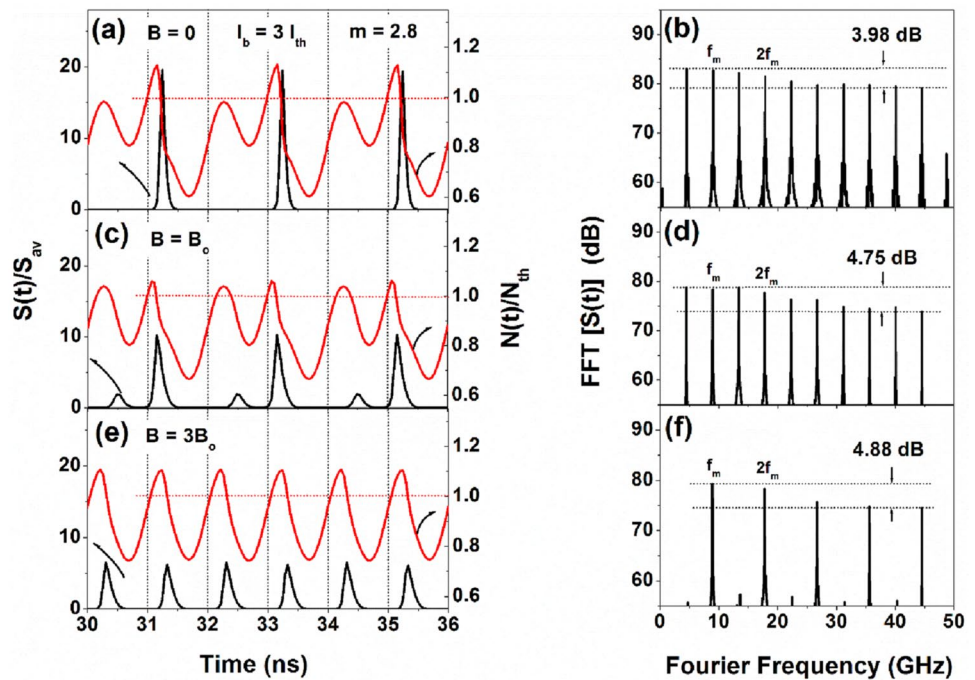 (a) B = 0 I_b = 3 I_th m = 2.8
20
10
0
1.1
1.0
0.8
0.6
(b) f_m 2f_m 3.98 dB
90
80
70
60
(c) B = B_o
20
10
0
1.1
1.0
0.8
0.6
(d) f_m 2f_m 4.75 dB
90
80
70
60
(e) B = 3B_o
20
10
0
1.1
1.0
0.8
0.6
(f) f_m 2f_m 4.88 dB
90
80
70
60
S(t)/S_av
N(t)/N_th
FFT [S(t)] (dB)
30 31 32 33 34 35 36
Time (ns)
0 10 20 30 40 50
Fourier Frequency (GHz)